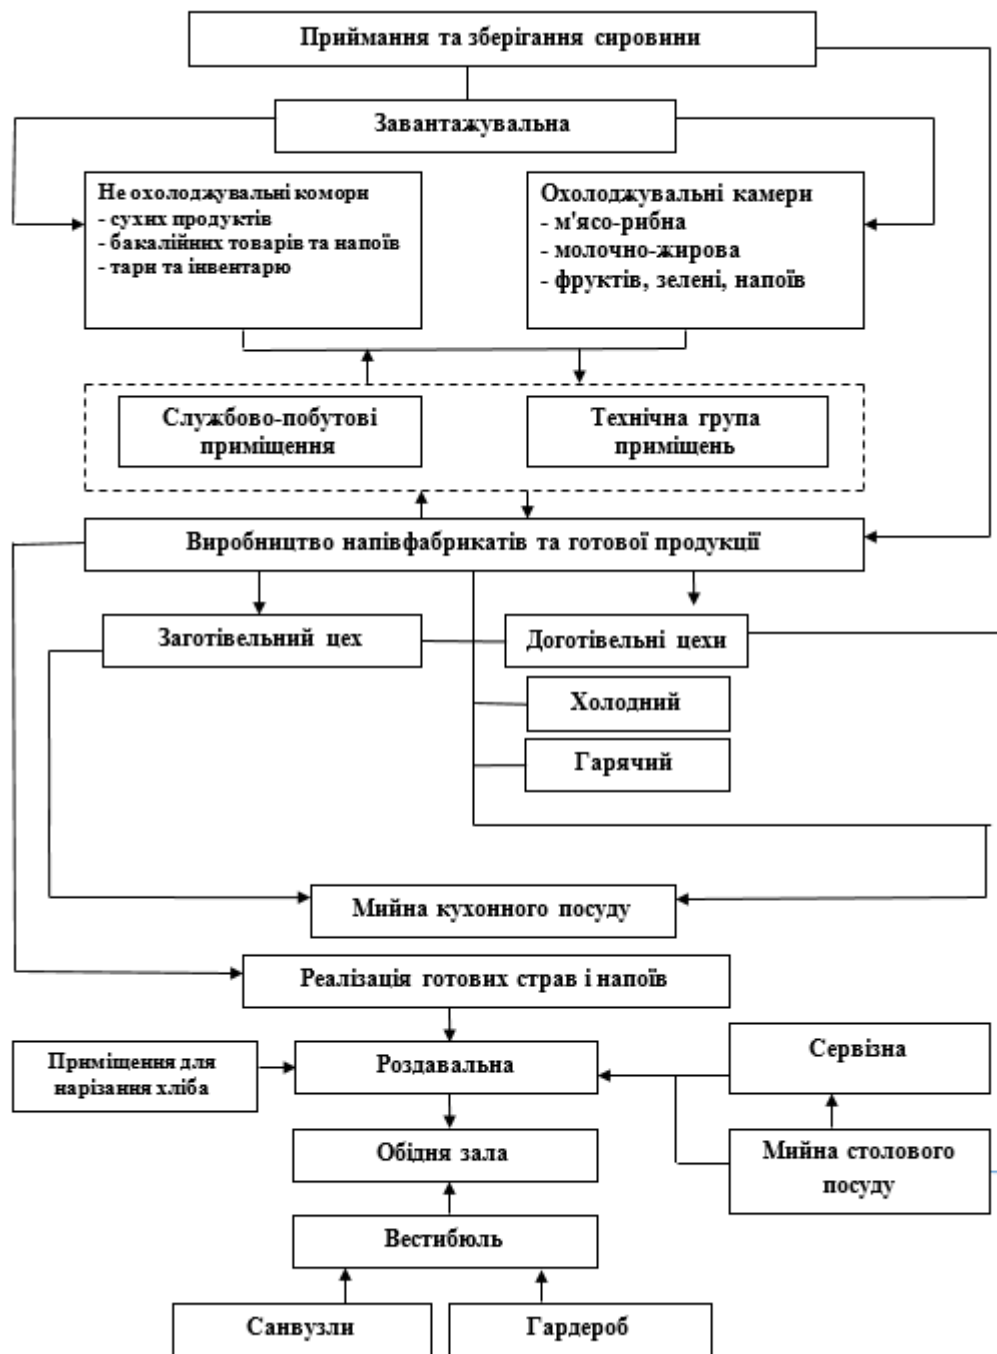 Приймання та зберігання сировини
Завантажувальна
Не охолоджувальні комори
- сухих продуктів
- бакалійних товарів та напоїв
- тари та інвентарю
Охолоджувальні камери
- м'ясо-рибна
- молочно-жирова
- фруктів, зелені, напоїв
Службово-побутові
приміщення
Технічна група
приміщень
Виробництво напівфабрикатів та готової продукції
Заготівельний цех
Доготівельні цехи
Холодний
Гарячий
Мийна кухонного посуду
Реалізація готових страв і напоїв
Приміщення для
нарізання хліба
Роздавальна
Сервізна
Обідня зала
Мийна столового
посуду
Вестибюль
Санвузли
Гардероб